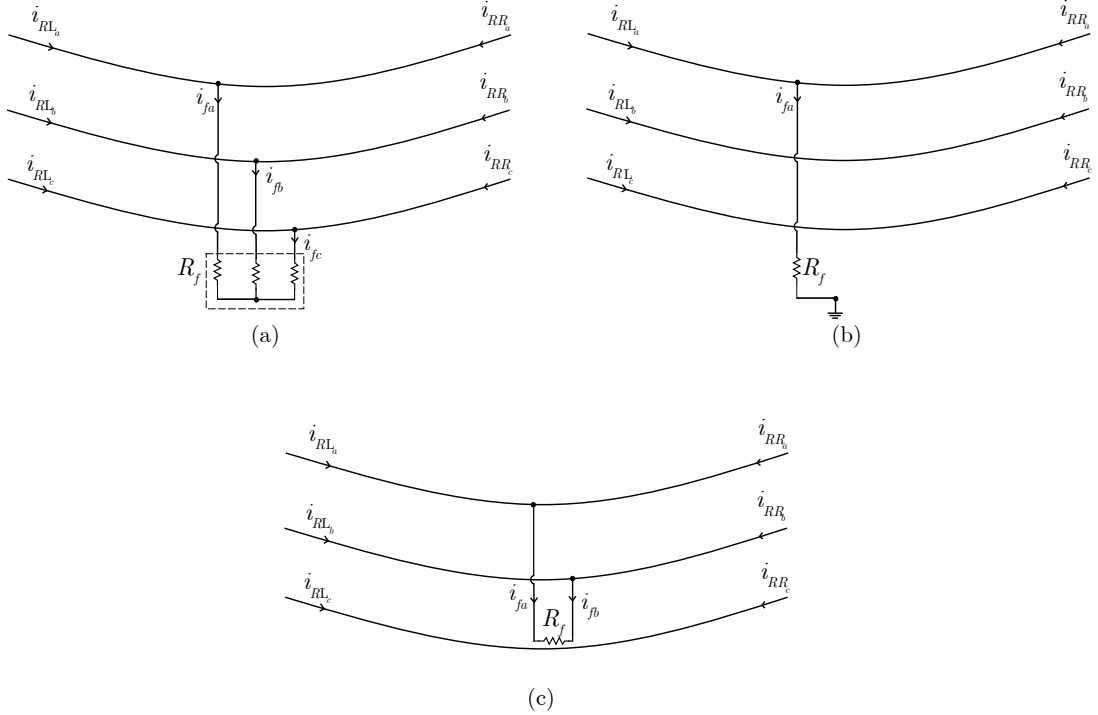 i_{RL_a}
i_{RR_a}
i_{fa}
i_{RL_b}
i_{RR_b}
i_{fb}
i_{RL_c}
i_{RR_c}
i_{fc}
R_f
(a)
i_{RL_a}
i_{RR_a}
i_{fa}
i_{RL_b}
i_{RR_b}
i_{RL_c}
i_{RR_c}
R_f
(b)
i_{RL_a}
i_{RR_a}
i_{RL_b}
i_{RR_b}
i_{RL_c}
i_{RR_c}
i_{fa}
i_{fb}
R_f
(c)